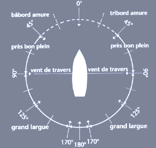 0°
bâbord amure
tribord amure
45°
45°
près bon plein
près bon plein
90°
vent de travers
vent de travers
90°
125°
125°
grand largue
grand largue
170°
180°
170°